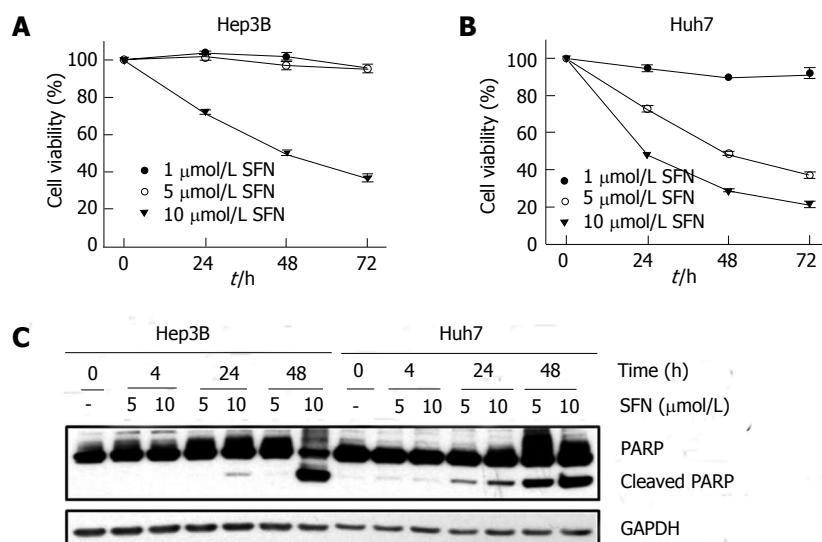 A
Hep3B
Cell viability (%)
100
80
60
40
20
0
1 μmol/L SFN
5 μmol/L SFN
10 μmol/L SFN
0 24 48 72
t/h
B
Huh7
Cell viability (%)
100
80
60
40
20
0
1 μmol/L SFN
5 μmol/L SFN
10 μmol/L SFN
0 24 48 72
t/h
C
Hep3B Huh7
0 4 24 48 0 4 24 48 Time (h)
- 5 10 5 10 5 10 - 5 10 5 10 5 10 SFN (μmol/L)
PARP
Cleaved PARP
GAPDH